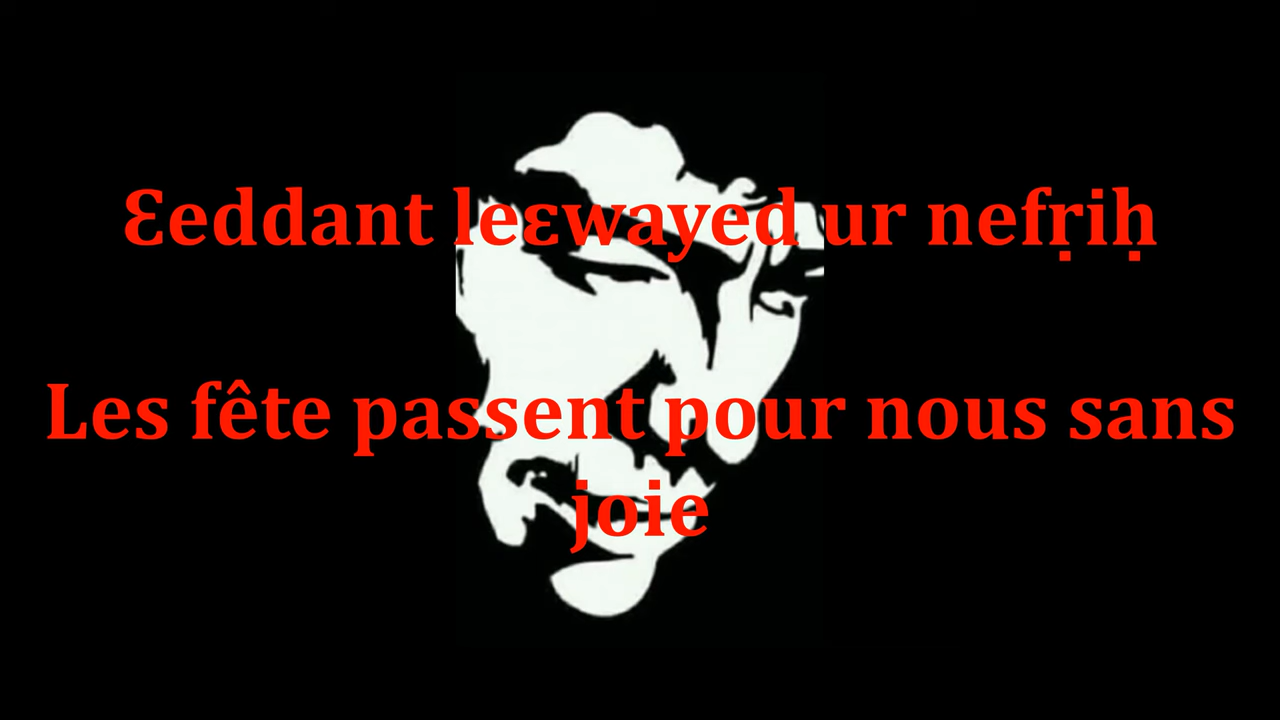 Ɛeddant leɛwayed ur nefṛiḥ
Les fête passent pour nous sans
joie